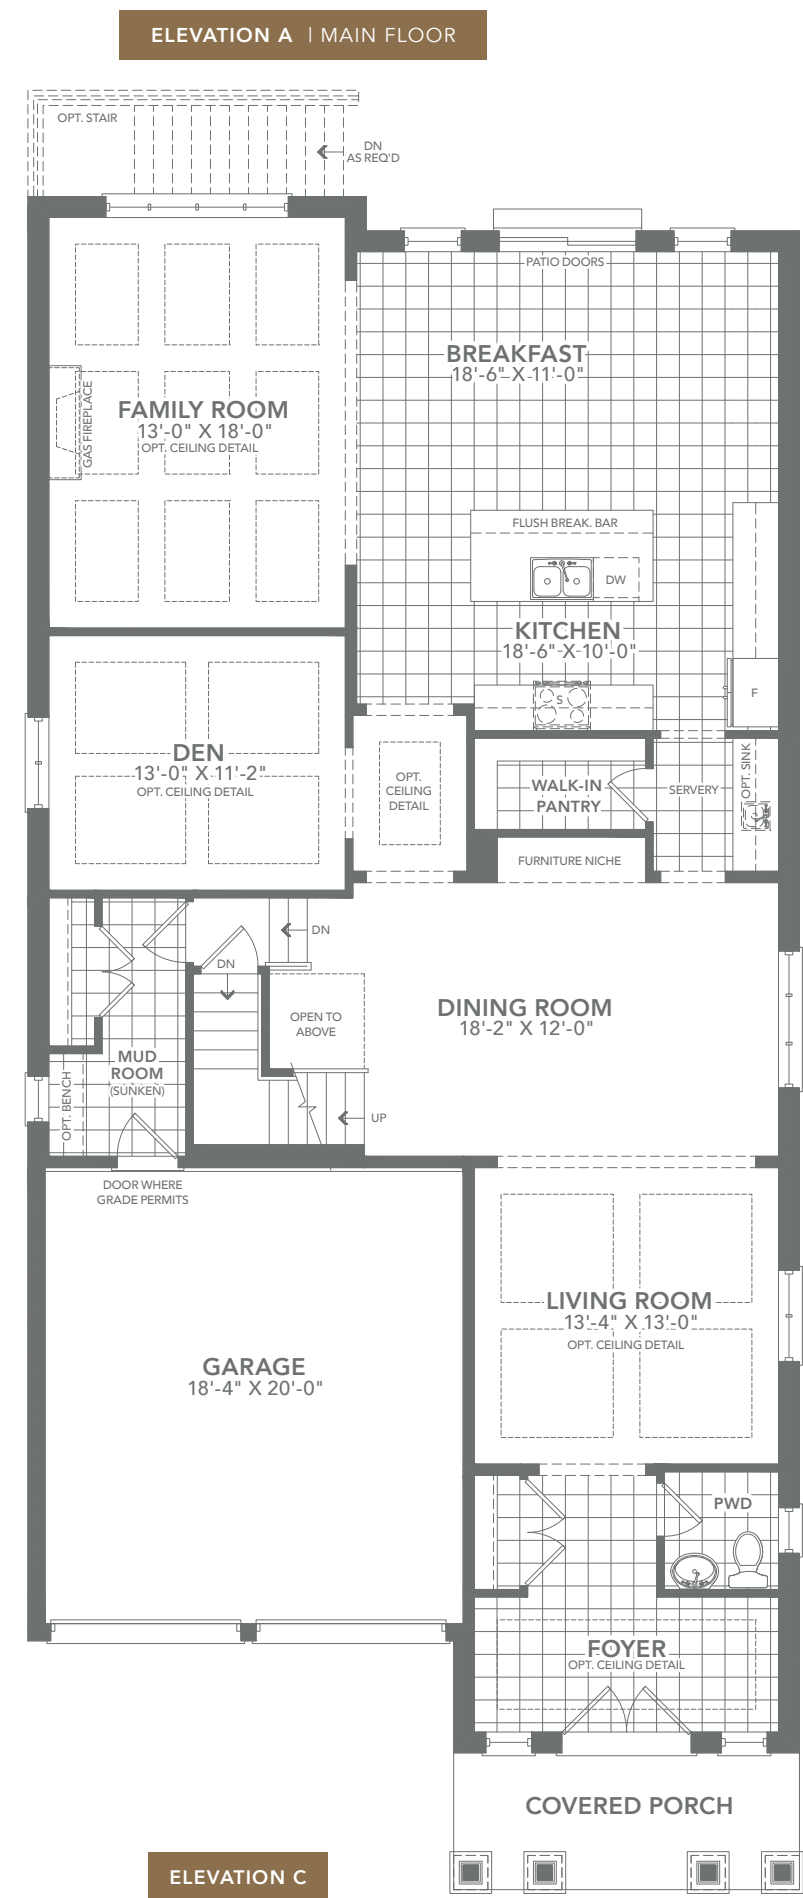 ELEVATION A | MAIN FLOOR
OPT. STAIR
DN
AS REQ'D
PATIO DOORS
BREAKFAST
18'-6" X 11'-0"
GAS FIREPLACE
FAMILY ROOM
13'-0" X 18'-0"
OPT. CEILING DETAIL
FLUSH BREAK. BAR
DW
KITCHEN
18'-6" X 10'-0"
S
F
DEN
13'-0" X 11'-2"
OPT. CEILING DETAIL
OPT.
CEILING
DETAIL
WALK-IN
PANTRY
SERVERY
OPT. SINK
FURNITURE NICHE
DN
DN
OPEN TO
ABOVE
DINING ROOM
18'-2" X 12'-0"
MUD
ROOM
(SUNKEN)
OPT. BENCH
UP
DOOR WHERE
GRADE PERMITS
LIVING ROOM
13'-4" X 13'-0"
OPT. CEILING DETAIL
GARAGE
18'-4" X 20'-0"
PWD
FOYER
OPT. CEILING DETAIL
COVERED PORCH
ELEVATION C